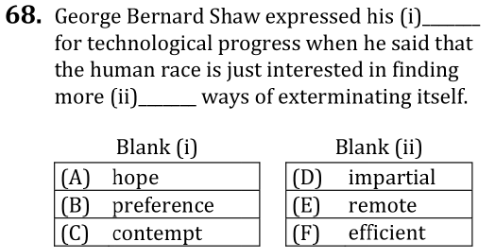 68. George Bernard Shaw expressed his (i)_______
for technological progress when he said that
the human race is just interested in finding
more (ii)______ ways of exterminating itself.
Blank (i) Blank (ii)
(A) hope (D) impartial
(B) preference (E) remote
(C) contempt (F) efficient